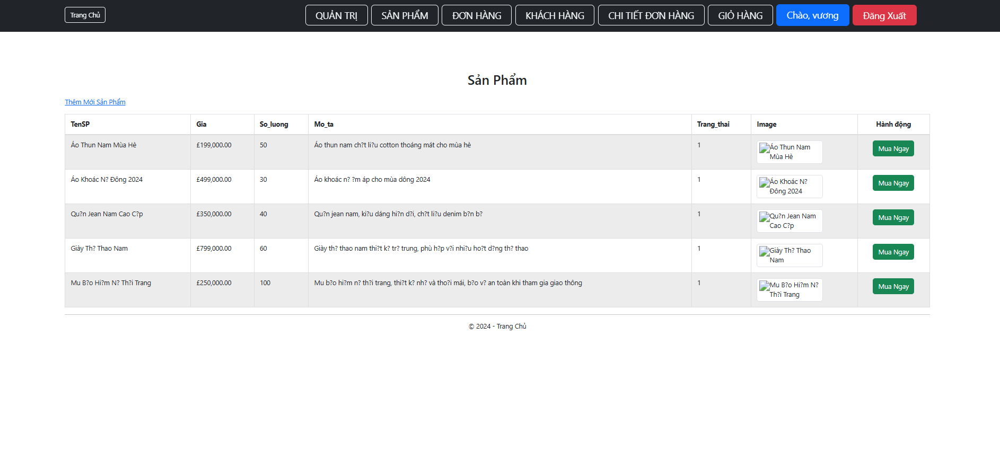 Trang Chủ
QUẢN TRỊ
SẢN PHẨM
ĐƠN HÀNG
KHÁCH HÀNG
CHI TIẾT ĐƠN HÀNG
GIỎ HÀNG
Chào, vương
Đăng Xuất
Sản Phẩm
Thêm Mới Sản Phẩm
TenSP Gia So_luong Mo_ta Trang_thai Image Hành động
Áo Thun Nam Mùa Hè £199,000.00 50 Áo thun nam ch?t li?u cotton thoáng mát cho mùa hè 1 Áo Thun Nam Mua Ngay
Mùa Hè
Áo Khoác N? Đông 2024 £499,000.00 30 Áo khoác n? ?m áp cho mùa dông 2024 1 Áo Khoác N? Mua Ngay
Đông 2024
Qu?n Jean Nam Cao C?p £350,000.00 40 Qu?n jean nam, ki?u dáng hi?n d?i, ch?t li?u denim b?n b? 1 Qu?n Jean Nam Mua Ngay
Cao C?p
Giày Th? Thao Nam £799,000.00 60 Giày th? thao nam thi?t k? tr? trung, phù h?p v?i nhi?u ho?t d?ng th? thao 1 Giày Th? Thao Mua Ngay
Nam
Mu B?o Hi?m N? Th?i Trang £250,000.00 100 Mu b?o hi?m n? th?i trang, thi?t k? nh? và tho?i mái, b?o v? an toàn khi tham gia giao thông 1 Mu B?o Hi?m N? Mua Ngay
Th?i Trang
© 2024 - Trang Chủ